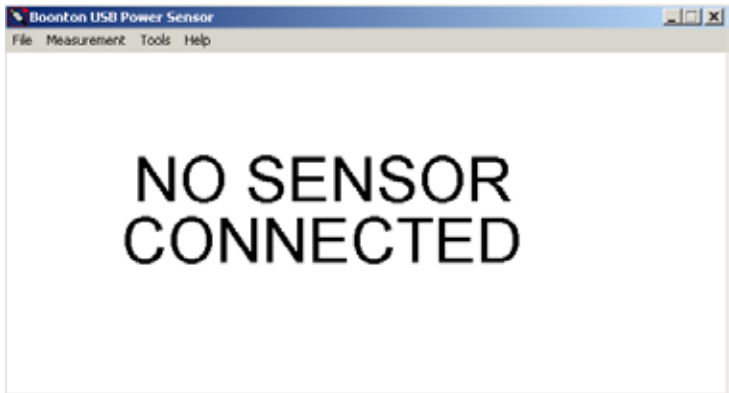 Boonton USB Power Sensor
File Measurement Tools Help
NO SENSOR
CONNECTED